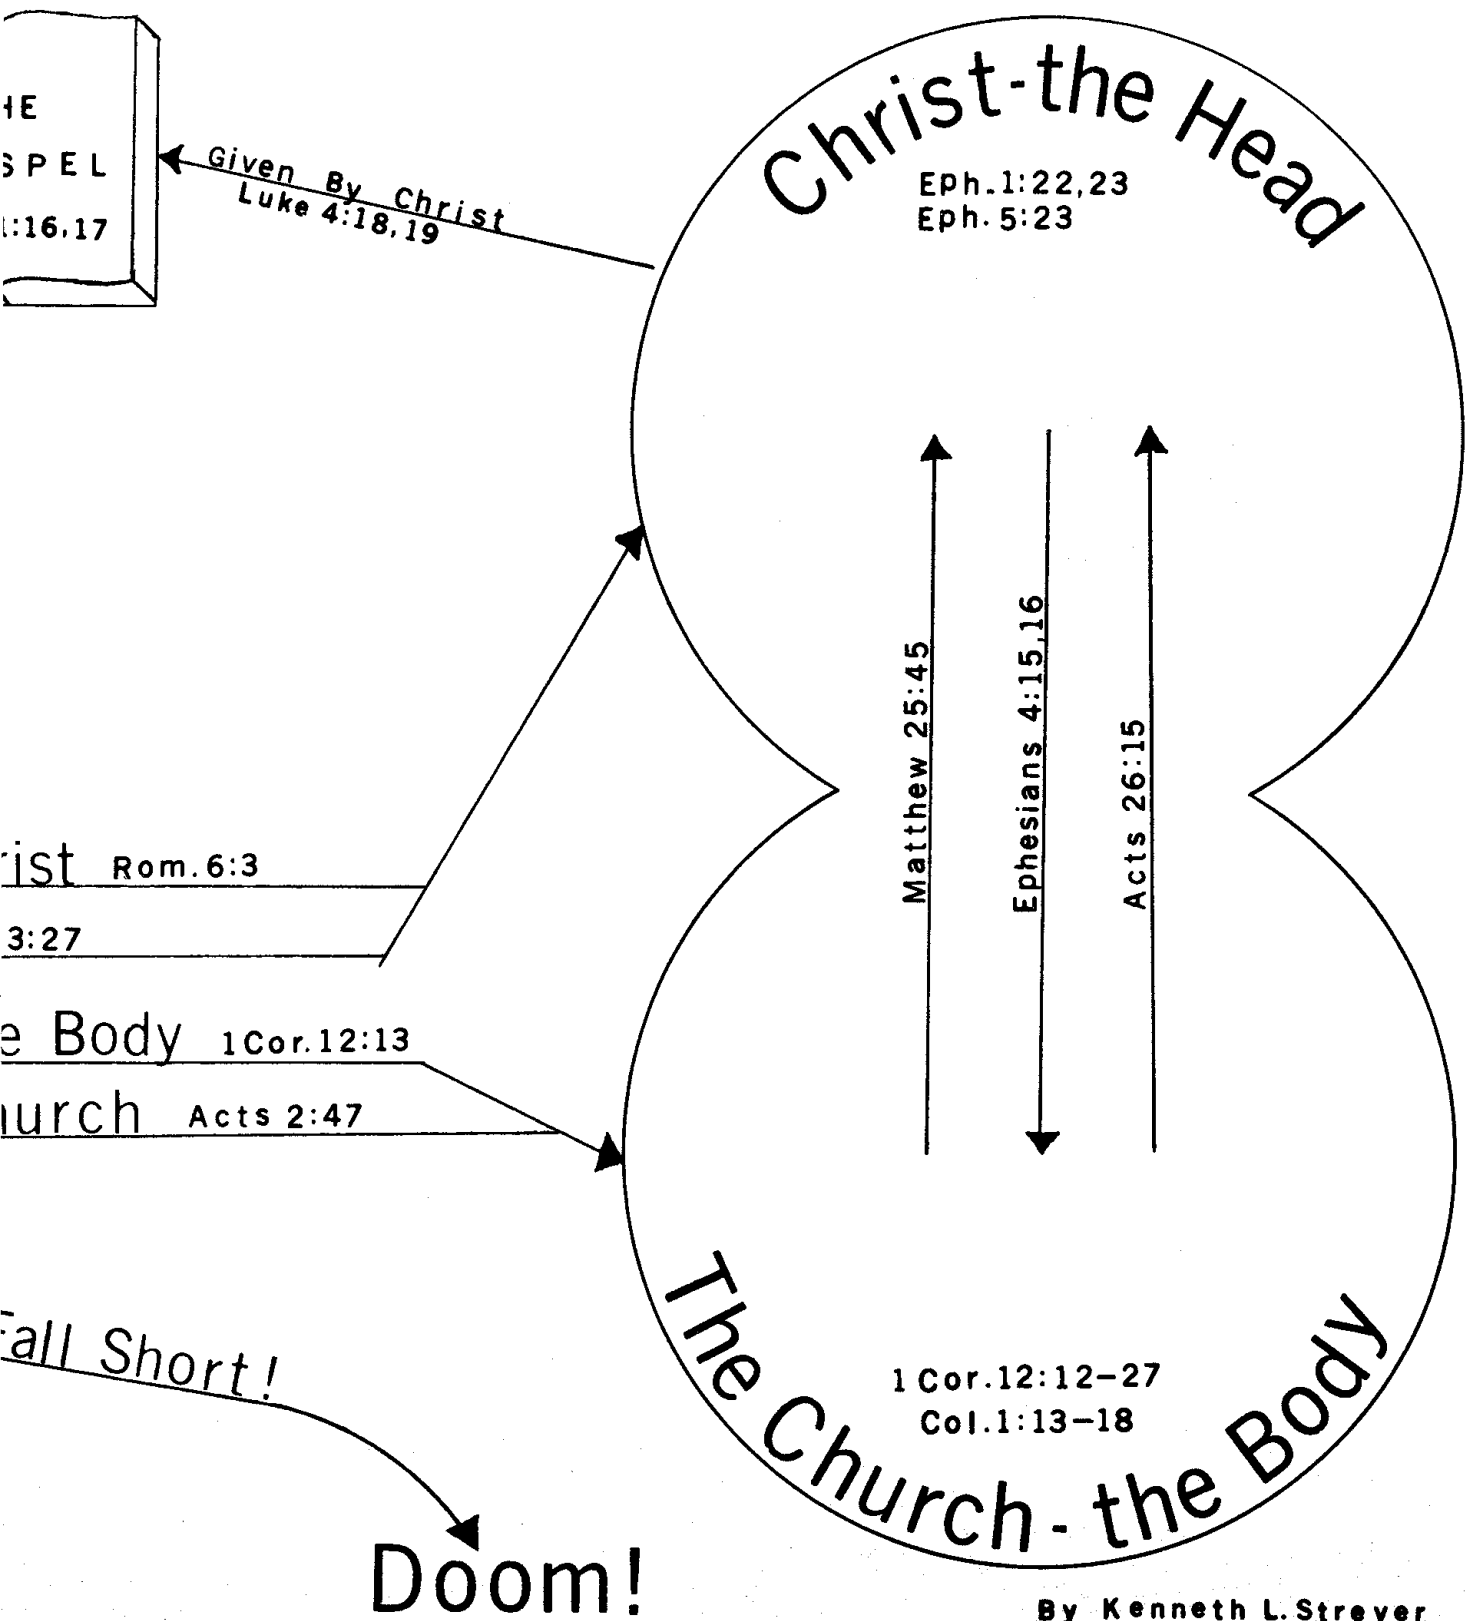 Christ-the Head
Eph.1:22,23
Eph.5:23
HE
SPEL
1:16,17
Given By Christ
Luke 4:18,19
Matthew 25:45
Ephesians 4:15,16
Acts 26:15
rist Rom.6:3
3:27
e Body 1Cor.12:13
hurch Acts 2:47
Fall Short!
Doom!
1Cor.12:12-27
Col.1:13-18
The Church-the Body
By Kenneth L. Strever